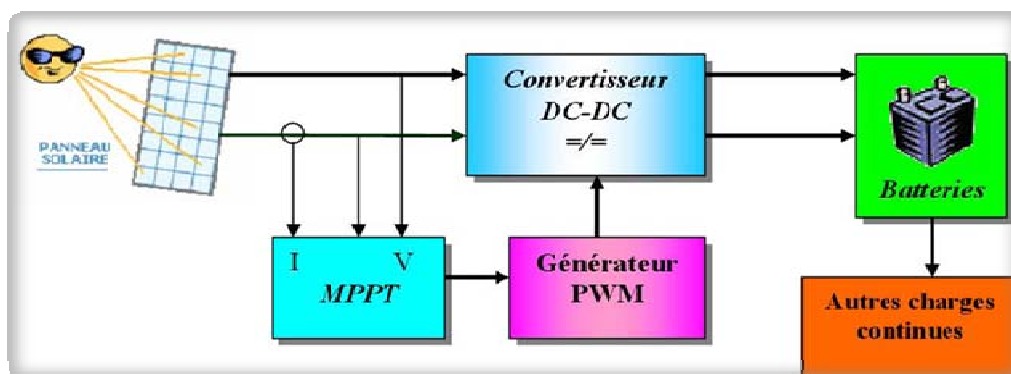 PANNEAU
SOLAIRE
Convertisseur
DC-DC
=/=
Batteries
I V
MPPT
Générateur
PWM
Autres charges
continues